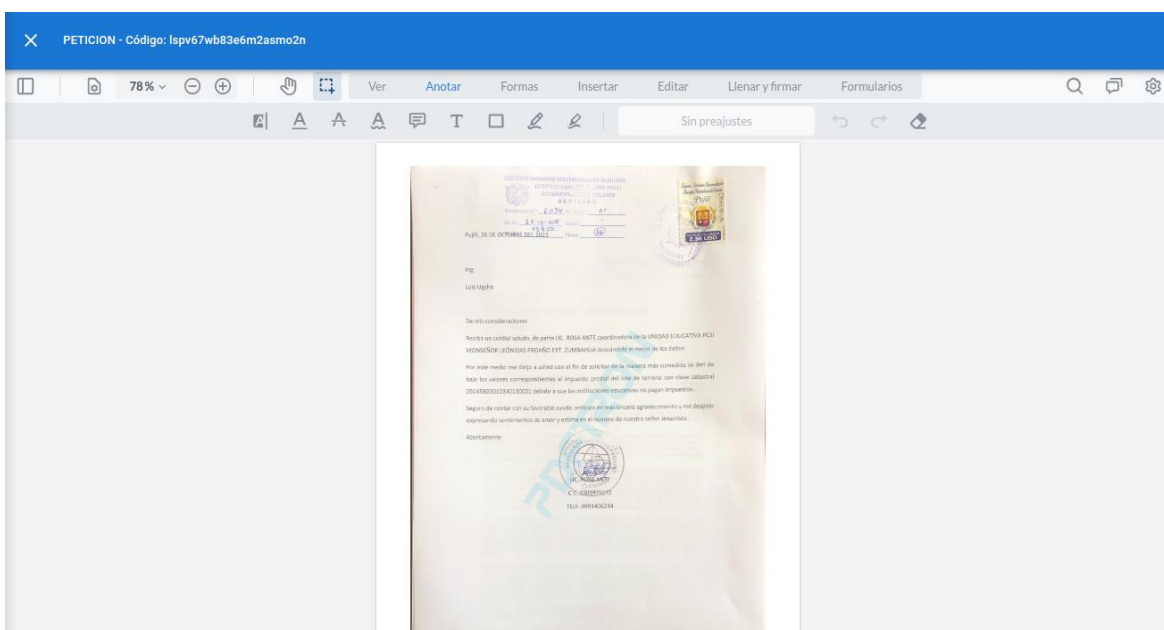 PETICION - Código: lspv67wb83e6m2asmo2n
78%
Ver Anotar Formas Insertar Editar Llenar y firmar Formularios
Sin preajustes
Pujilí
2.50 USD
PUJILI, 26 DE OCTUBRE DEL 2023
Ing.
Luis Ugsha
De mis consideraciones
Reciba un cordial saludo, de parte LIC. ROSA ANTE coordinadora de la UNIDAD EDUCATIVA PCEI
MONSEÑOR LEONIDAS PROAÑO EXT. ZUMBAHUA deseándole el mejor de los éxitos
Por este medio me dirijo a usted con el fin de solicitar de la manera más comedida se den de
baja los valores correspondientes al impuesto predial del lote de terreno con clave catastral
debido a que las instituciones educativas no pagan impuestos.
Seguro de contar con su favorable ayuda, anticipo mi más sincero agradecimiento y me despido
expresando sentimientos de amor y estima en el nombre de nuestro señor Jesucristo
Atentamente
LIC. ROSA ANTE
C.I:
TELF:
PDFTRON